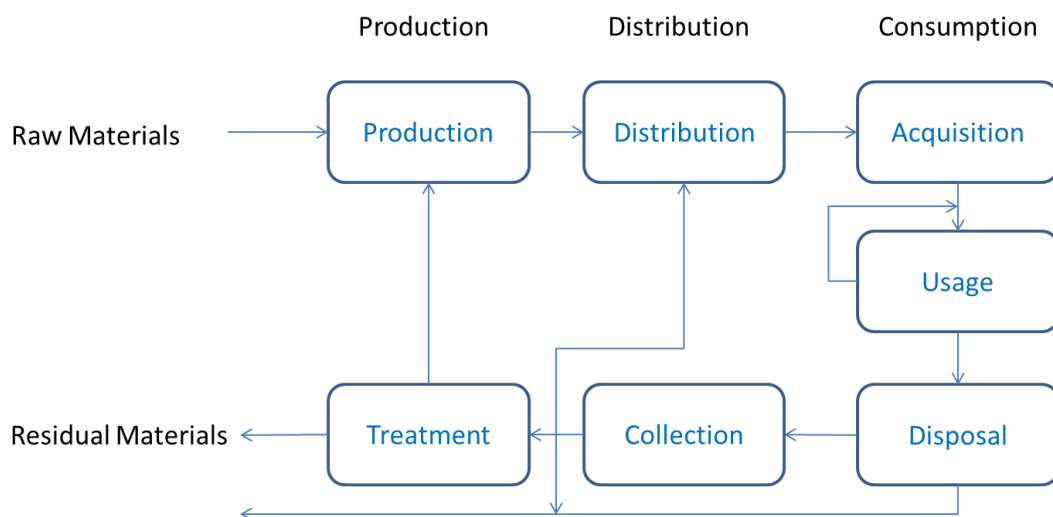 Production
Distribution
Consumption
Raw Materials
Production
Distribution
Acquisition
Usage
Residual Materials
Treatment
Collection
Disposal